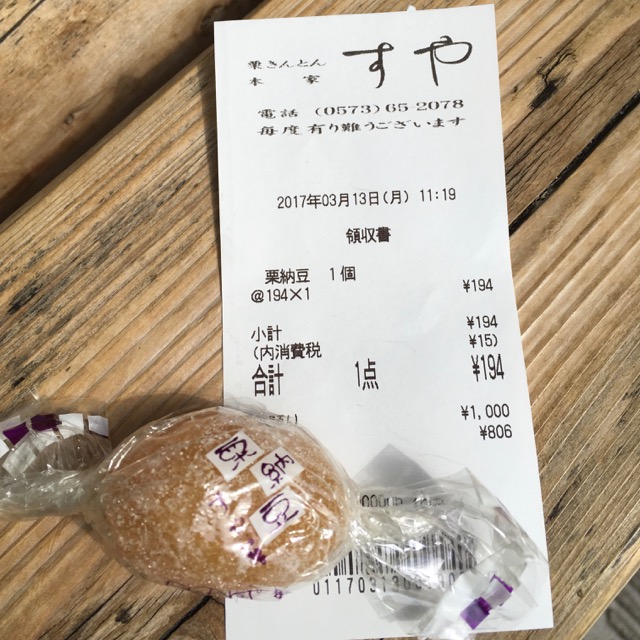 栗きんとん
本家 すや
電話 (0573)65 2078
毎度有り難うございます
2017年03月13日(月) 11:19
領収書
栗納豆 1個
@194×1 ¥194
小計 ¥194
(内消費税 ¥15)
合計 1点 ¥194
¥1,000
¥806